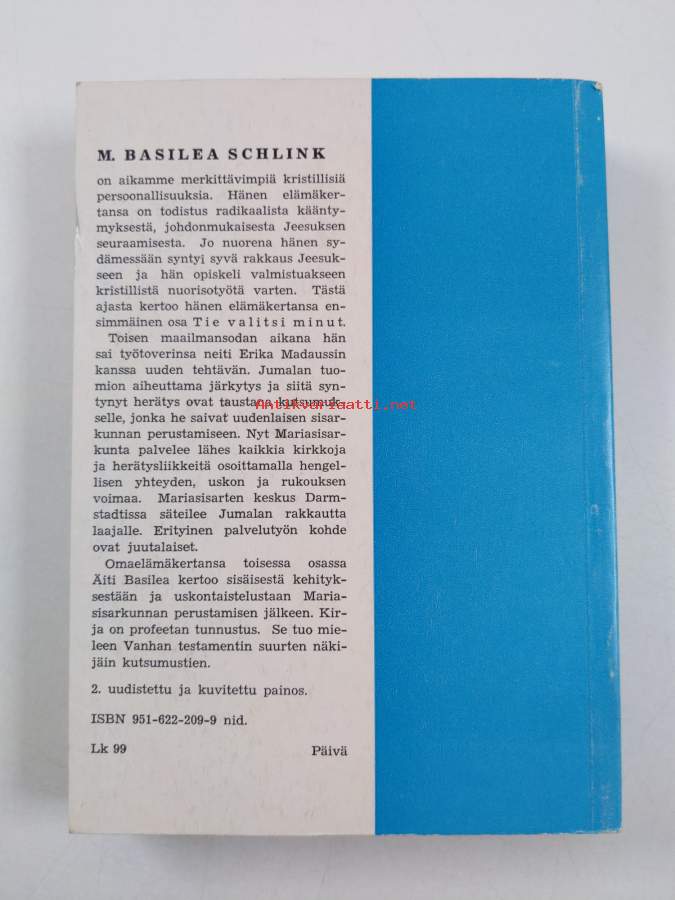 M. BASILEA SCHLINK
on aikamme merkittävimpiä kristillisiä
persoonallisuuksia. Hänen elämäker-
tansa on todistus radikaalista käänty-
myksestä, johdonmukaisesta Jeesuksen
seuraamisesta. Jo nuorena hänen sy-
dämessään syntyi syvä rakkaus Jeesuk-
seen ja hän opiskeli valmistuakseen
kristillistä nuorisotyötä varten. Tästä
ajasta kertoo hänen elämäkertansa en-
simmäinen osa Tie valitsi minut.
Toisen maailmansodan aikana hän
sai työtoverinsa neiti Erika Madaussin
kanssa uuden tehtävän. Jumalan tuo-
mion aiheuttama järkytys ja siitä syn-
tynyt herätys ovat taustana kutsumuk-
selle, jonka he saivat uudenlaisen sisar-
kunnan perustamiseen. Nyt Mariasisar-
kunta palvelee lähes kaikkia kirkkoja
ja herätysliikkeitä osoittamalla hengel-
lisen yhteyden, uskon ja rukouksen
voimaa. Mariasisarten keskus Darm-
stadtissa säteilee Jumalan rakkautta
laajalle. Erityinen palvelutyön kohde
ovat juutalaiset.
Omaelämäkertansa toisessa osassa
Äiti Basilea kertoo sisäisestä kehityk-
sestään ja uskontaistelustaan Maria-
sisarkunnan perustamisen jälkeen. Kir-
ja on profeetan tunnustus. Se tuo mie-
leen Vanhan testamentin suurten näki-
jäin kutsumustien.
2. uudistettu ja kuvitettu painos.
ISBN 951-622-209-9 nid.
Lk 99 Päivä
Antikvariaatti.net